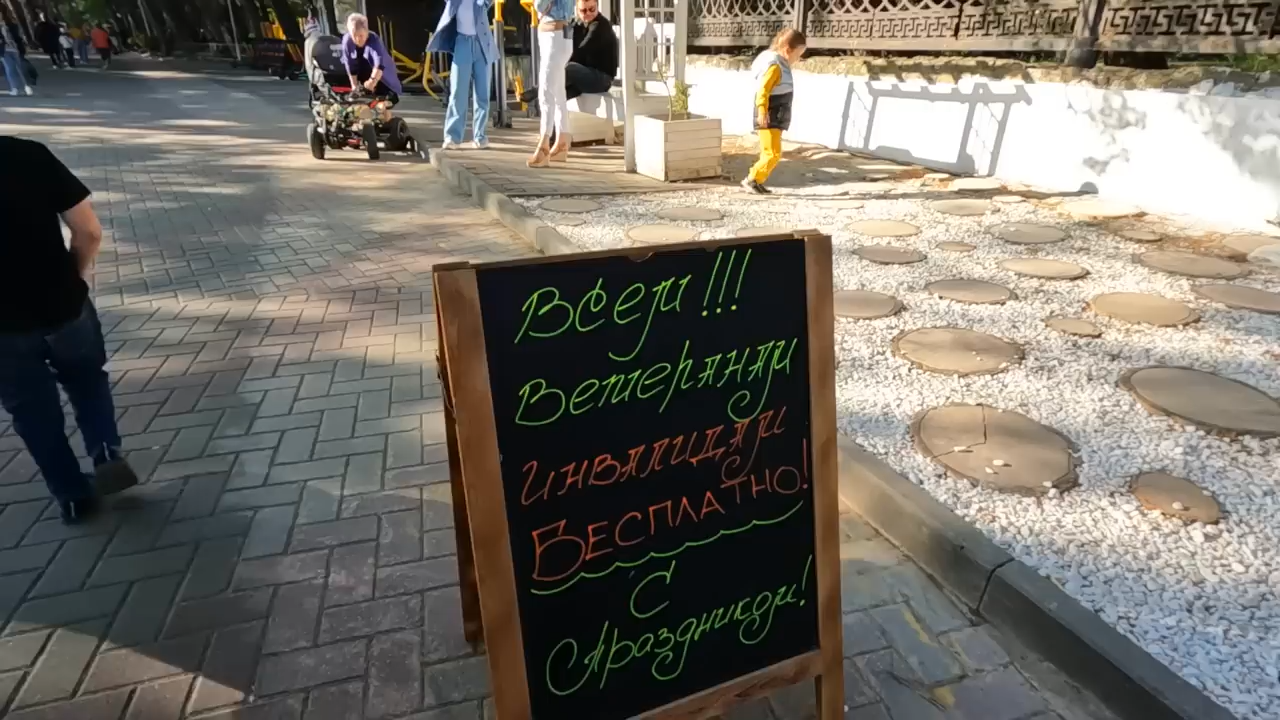 Всем!!!
Ветеранам
инвалидам
БЕСПЛАТНО!
С
Праздником!